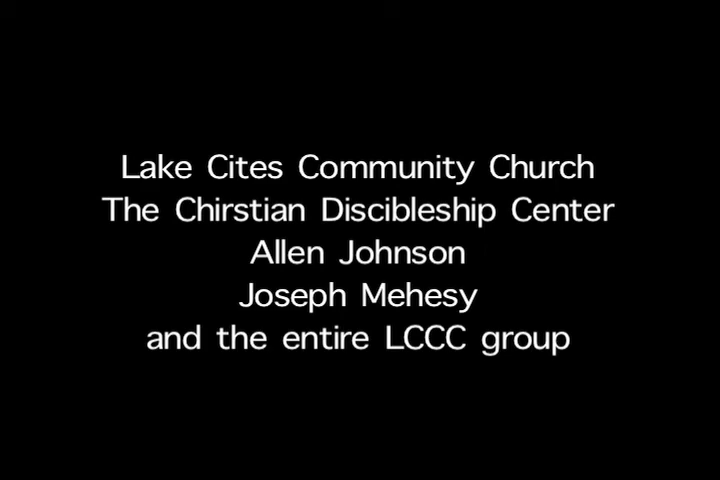 Lake Cites Community Church
The Chirstian Discibleship Center
Allen Johnson
Joseph Mehesy
and the entire LCCC group